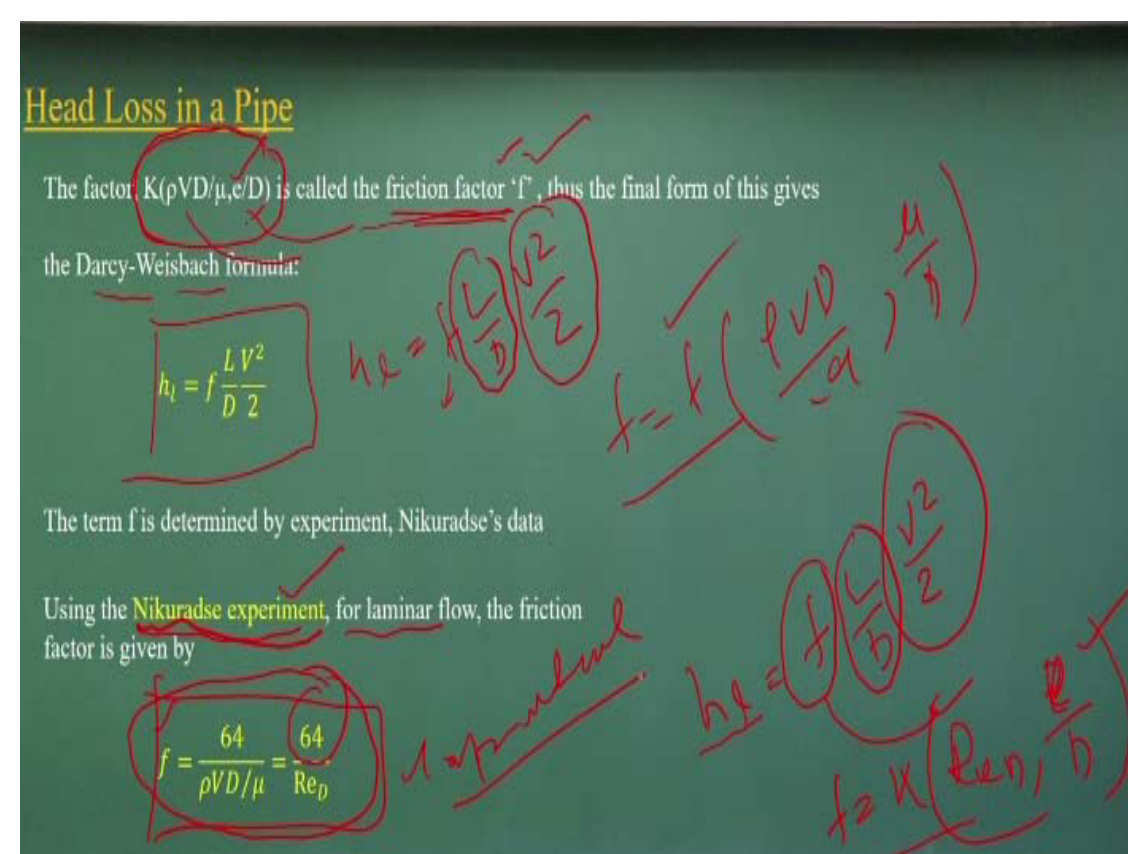 Head Loss in a Pipe
The factor, K(ρVD/μ,e/D) is called the friction factor ‘f’ , thus the final form of this gives
the Darcy-Weisbach formula:
h_l = f L/D V²/2
h_l = f L/D V²/2
f = f (ρVD/μ, μ/D)
The term f is determined by experiment, Nikuradse’s data
Using the Nikuradse experiment, for laminar flow, the friction
factor is given by
f = 64/(ρVD/μ) = 64/Re_D
h_l = f L/D V²/2
f = K (Re_D, e/D)